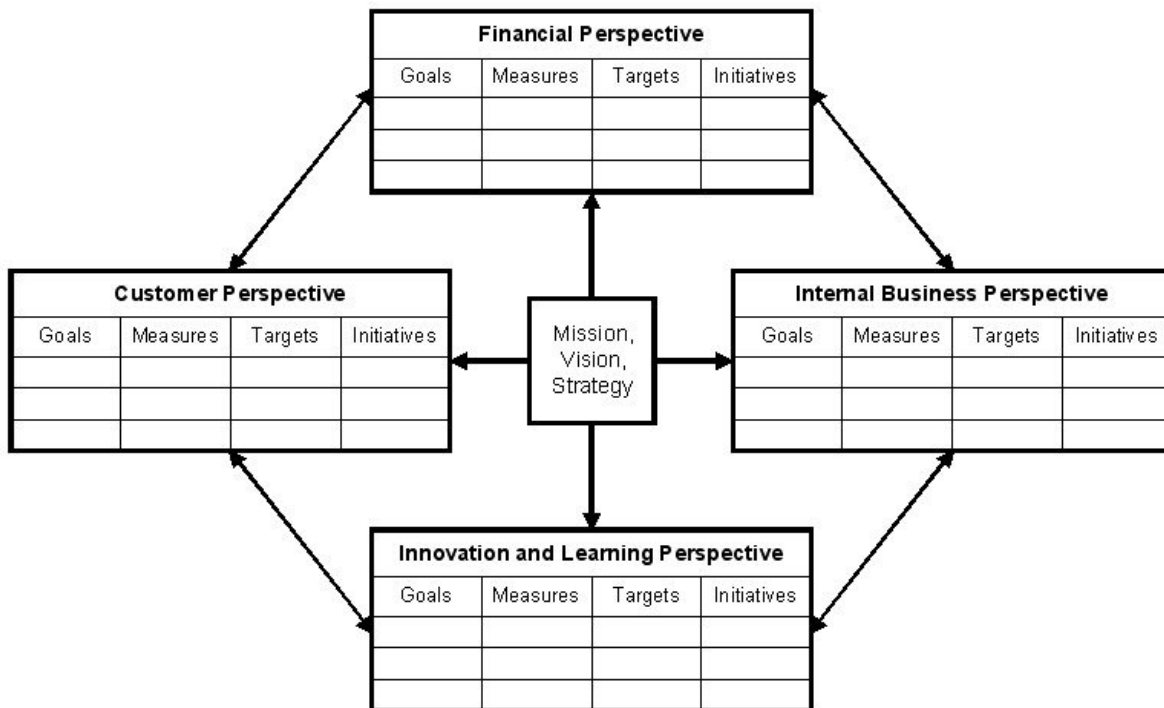 Financial Perspective
Goals Measures Targets Initiatives
Customer Perspective
Goals Measures Targets Initiatives
Mission,
Vision,
Strategy
Internal Business Perspective
Goals Measures Targets Initiatives
Innovation and Learning Perspective
Goals Measures Targets Initiatives